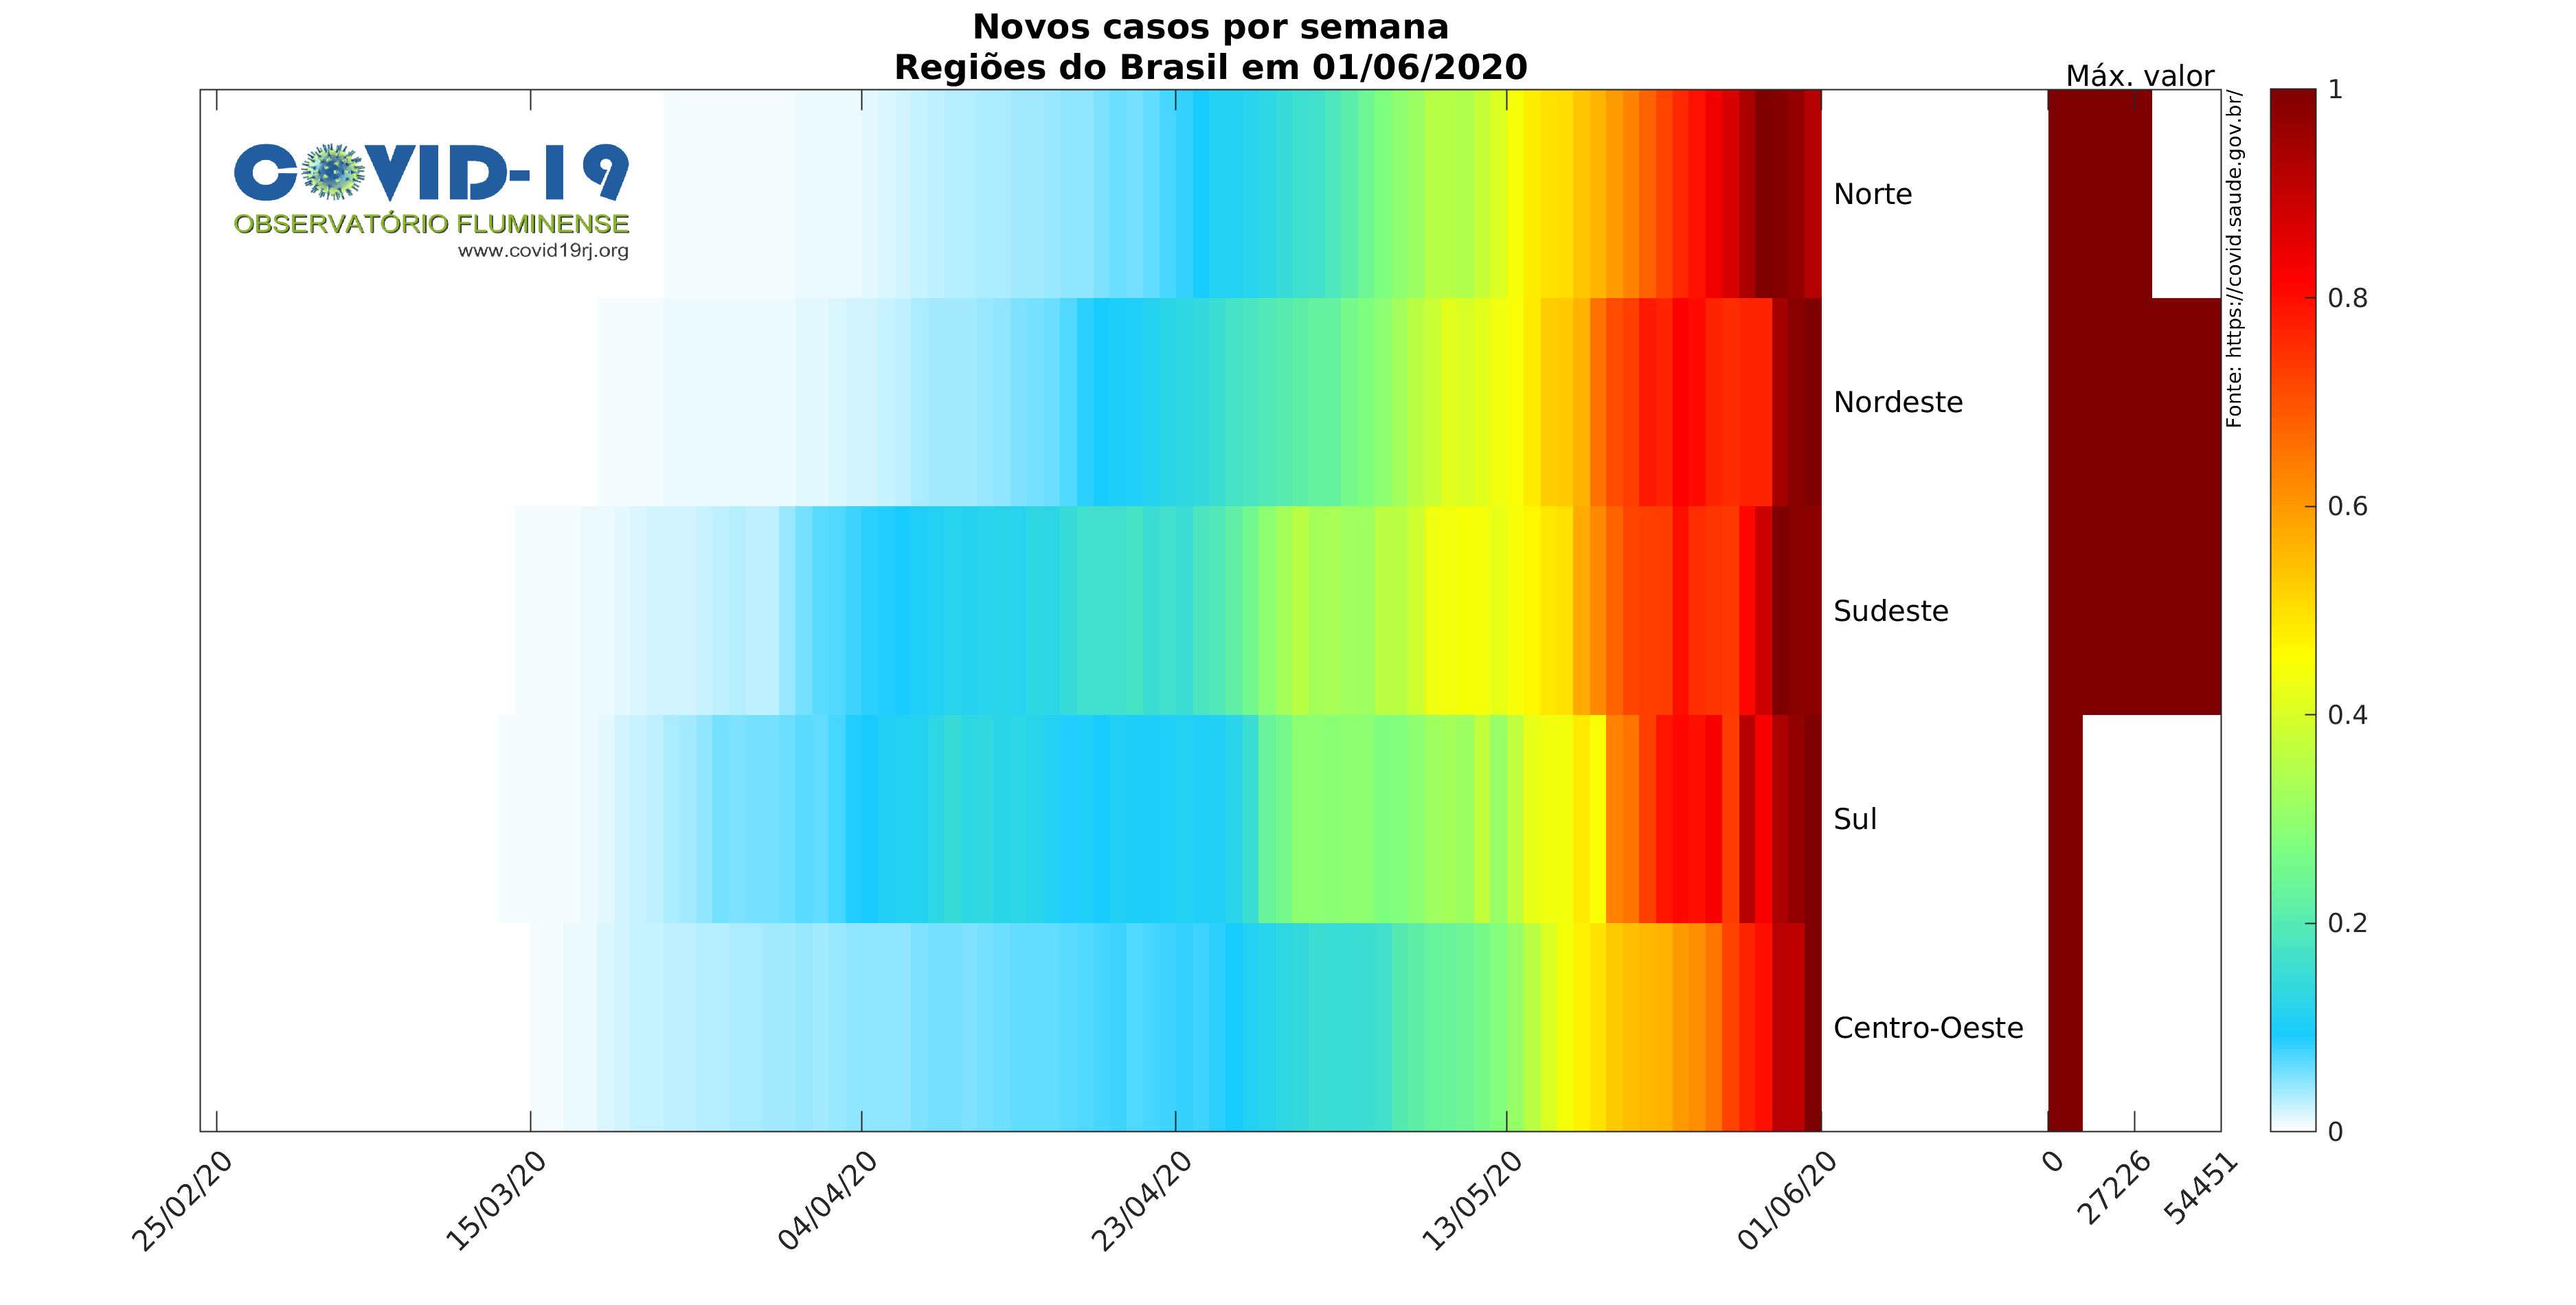 Novos casos por semana
Regiões do Brasil em 01/06/2020
Máx. valor
COVID-19
OBSERVATÓRIO FLUMINENSE
www.covid19rj.org
Norte
Nordeste
Sudeste
Sul
Centro-Oeste
Fonte: https://covid.saude.gov.br/
1
0.8
0.6
0.4
0.2
0
25/02/20
15/03/20
04/04/20
23/04/20
13/05/20
01/06/20
0
27226
54451